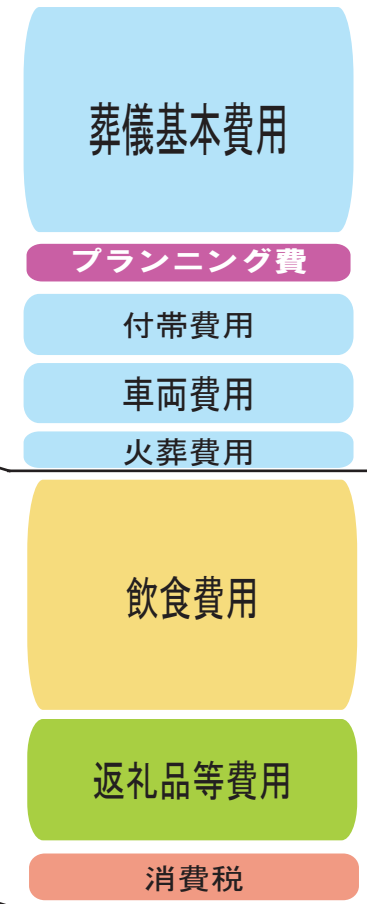 葬儀基本費用
プランニング費
付帯費用
車両費用
火葬費用
飲食費用
返礼品等費用
消費税